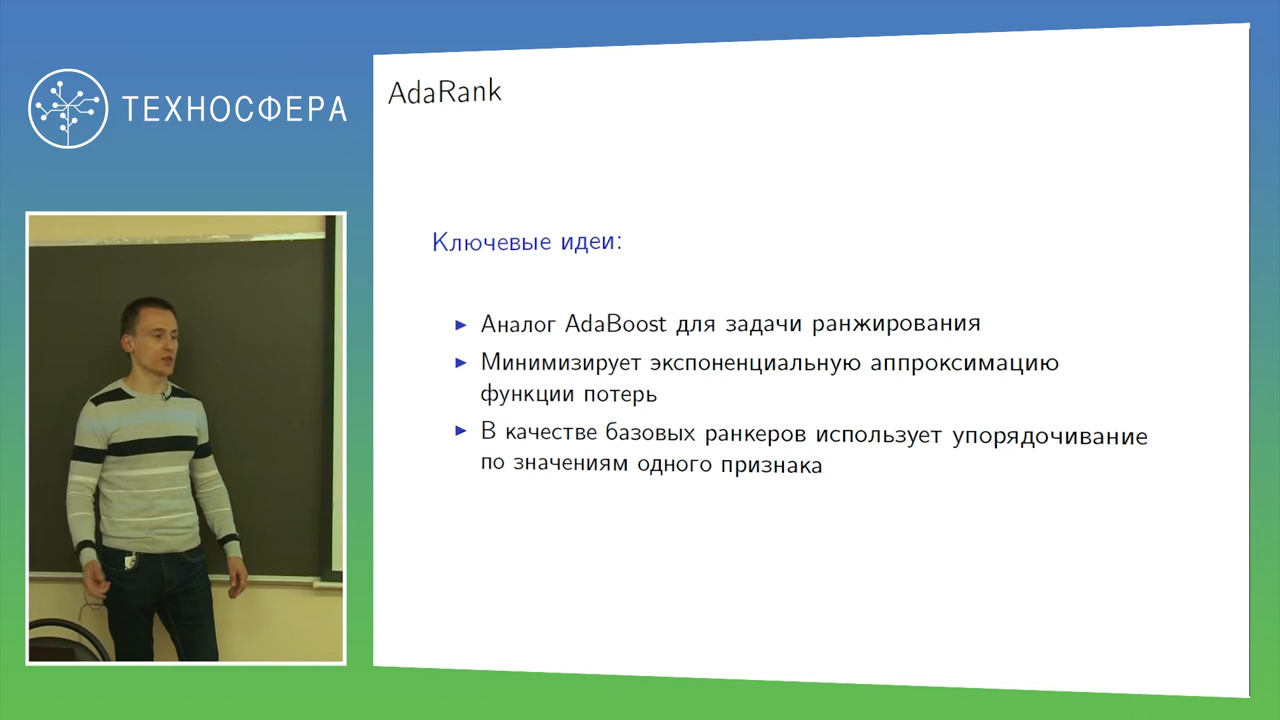 ТЕХНОСФЕРА
AdaRank
Ключевые идеи:
Аналог AdaBoost для задачи ранжирования
Минимизирует экспоненциальную аппроксимацию
функции потерь
В качестве базовых ранкеров использует упорядочивание
по значениям одного признака